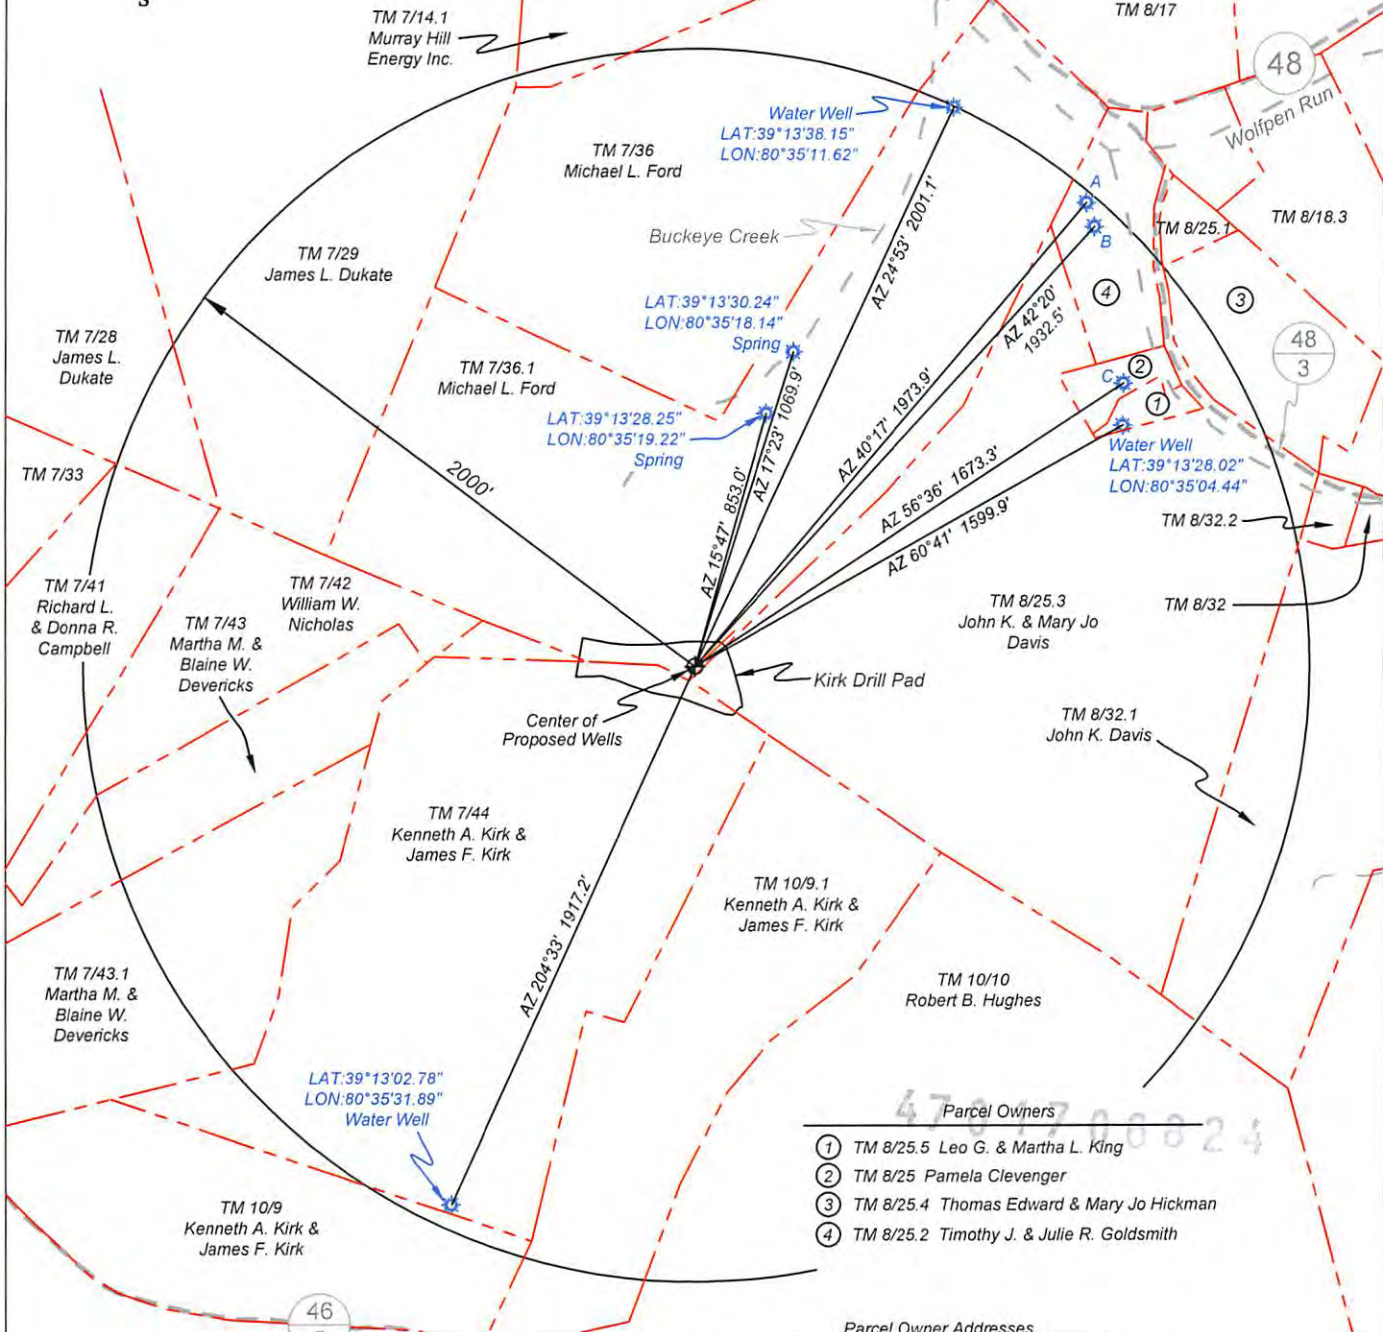 S
TM 7/14.1
Murray Hill
Energy Inc.
TM 8/17
48
Wolfpen Run
Water Well
LAT:39°13'38.15"
LON:80°35'11.62"
TM 7/36
Michael L. Ford
A
B
TM 8/25.1
TM 8/18.3
Buckeye Creek
TM 7/29
James L. Dukate
AZ 24°53' 2001.1'
4
3
LAT:39°13'30.24"
LON:80°35'18.14"
Spring
AZ 42°20'
1932.5'
48
3
TM 7/28
James L.
Dukate
TM 7/36.1
Michael L. Ford
2
C
1
AZ 17°23' 1069.9'
AZ 40°17' 1973.9'
LAT:39°13'28.25"
LON:80°35'19.22"
Spring
Water Well
LAT:39°13'28.02"
LON:80°35'04.44"
TM 7/33
2000'
AZ 15°47' 853.0'
AZ 56°36' 1673.3'
AZ 60°41' 1599.9'
TM 8/32.2
TM 7/41
Richard L.
& Donna R.
Campbell
TM 7/42
William W.
Nicholas
TM 7/43
Martha M. &
Blaine W.
Devericks
TM 8/25.3
John K. & Mary Jo
Davis
TM 8/32
Kirk Drill Pad
Center of
Proposed Wells
TM 8/32.1
John K. Davis
TM 7/44
Kenneth A. Kirk &
James F. Kirk
AZ 204°33' 1917.2'
TM 10/9.1
Kenneth A. Kirk &
James F. Kirk
TM 7/43.1
Martha M. &
Blaine W.
Devericks
TM 10/10
Robert B. Hughes
LAT:39°13'02.78"
LON:80°35'31.89"
Water Well
4701706824
Parcel Owners
1 TM 8/25.5 Leo G. & Martha L. King
2 TM 8/25 Pamela Clevenger
3 TM 8/25.4 Thomas Edward & Mary Jo Hickman
4 TM 8/25.2 Timothy J. & Julie R. Goldsmith
TM 10/9
Kenneth A. Kirk &
James F. Kirk
46
Parcel Owner Addresses